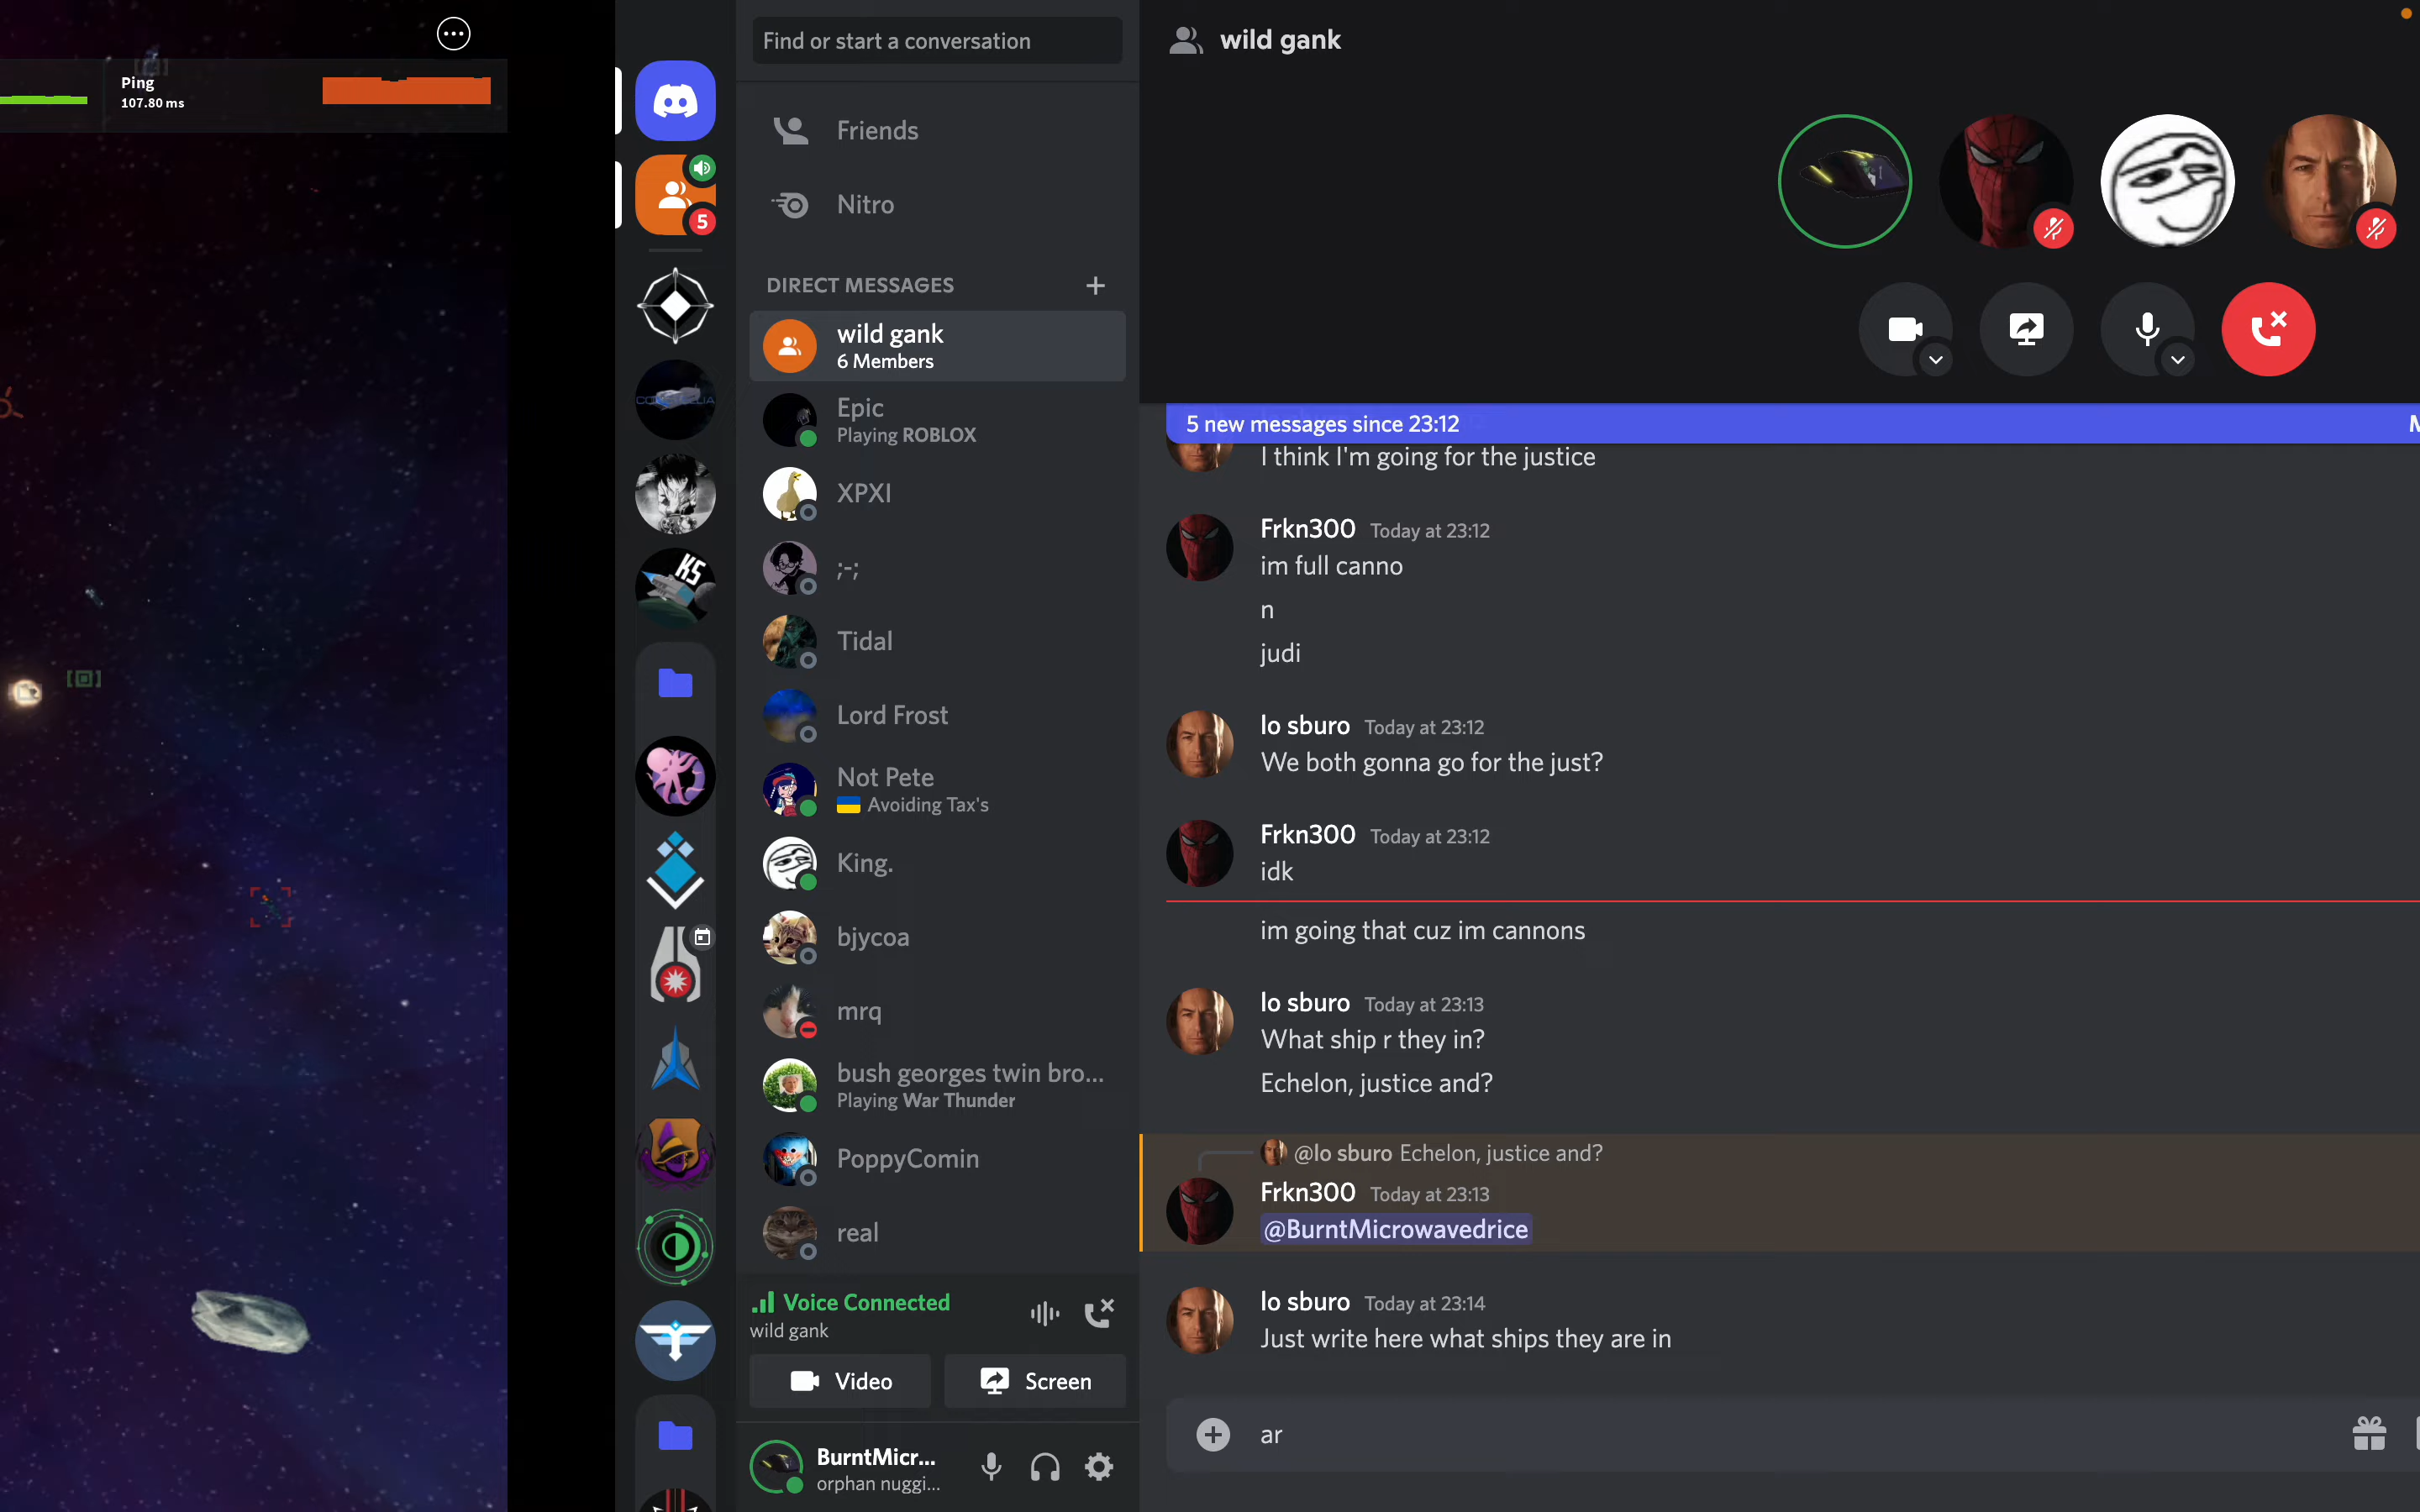 Ping
107.80 ms
5
K5
Find or start a conversation
Friends
Nitro
DIRECT MESSAGES
wild gank
6 Members
Epic
Playing ROBLOX
XPXI
;-;
Tidal
Lord Frost
Not Pete
Avoiding Tax's
King.
bjycoa
mrq
bush georges twin bro...
Playing War Thunder
PoppyComin
real
Voice Connected
wild gank
Video
Screen
BurntMicr...
orphan nuggi...
wild gank
5 new messages since 23:12
M
I think I'm going for the justice
Frkn300 Today at 23:12
im full canno
n
judi
lo sburo Today at 23:12
We both gonna go for the just?
Frkn300 Today at 23:12
idk
im going that cuz im cannons
lo sburo Today at 23:13
What ship r they in?
Echelon, justice and?
@lo sburo Echelon, justice and?
Frkn300 Today at 23:13
@BurntMicrowavedrice
lo sburo Today at 23:14
Just write here what ships they are in
ar